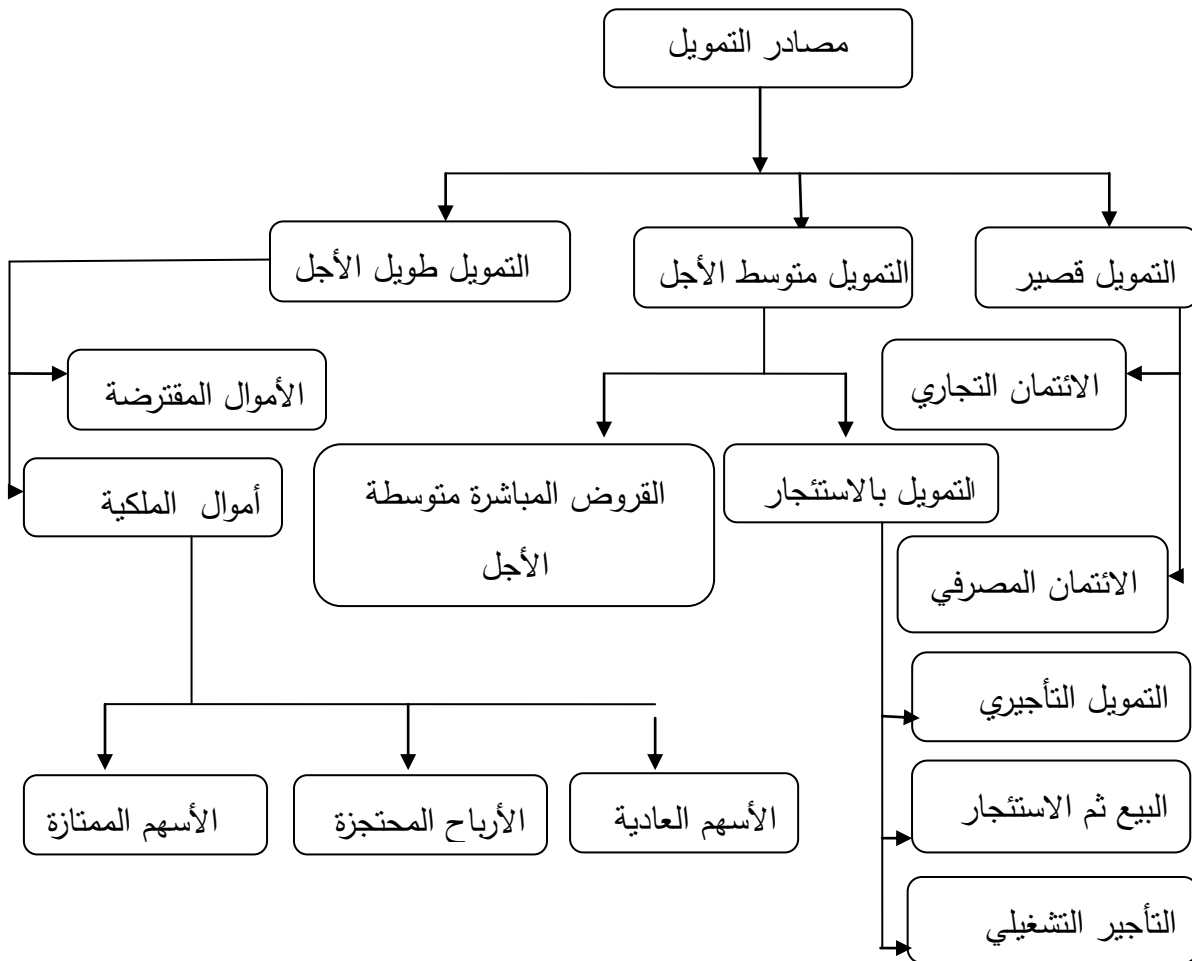 مصادر التمويل
التمويل قصير
التمويل متوسط الأجل
التمويل طويل الأجل
الائتمان التجاري
الائتمان المصرفي
التمويل بالاستئجار
القروض المباشرة متوسطة
الأجل
التمويل التأجيري
البيع ثم الاستئجار
التأجير التشغيلي
الأموال المقترضة
أموال الملكية
الأسهم العادية
الأرباح المحتجزة
الأسهم الممتازة